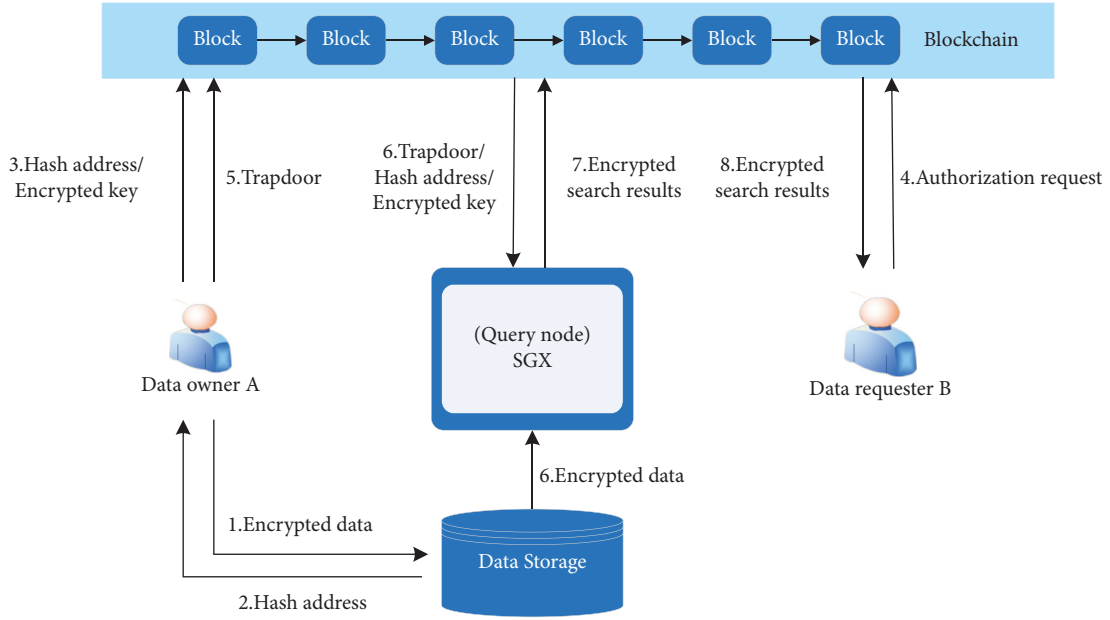 Block
Block
Block
Block
Block
Block
Blockchain
3.Hash address/
Encrypted key
5.Trapdoor
6.Trapdoor/
Hash address/
Encrypted key
7.Encrypted
search results
8.Encrypted
search results
4.Authorization request
(Query node)
SGX
Data owner A
Data requester B
6.Encrypted data
1.Encrypted data
Data Storage
2.Hash address